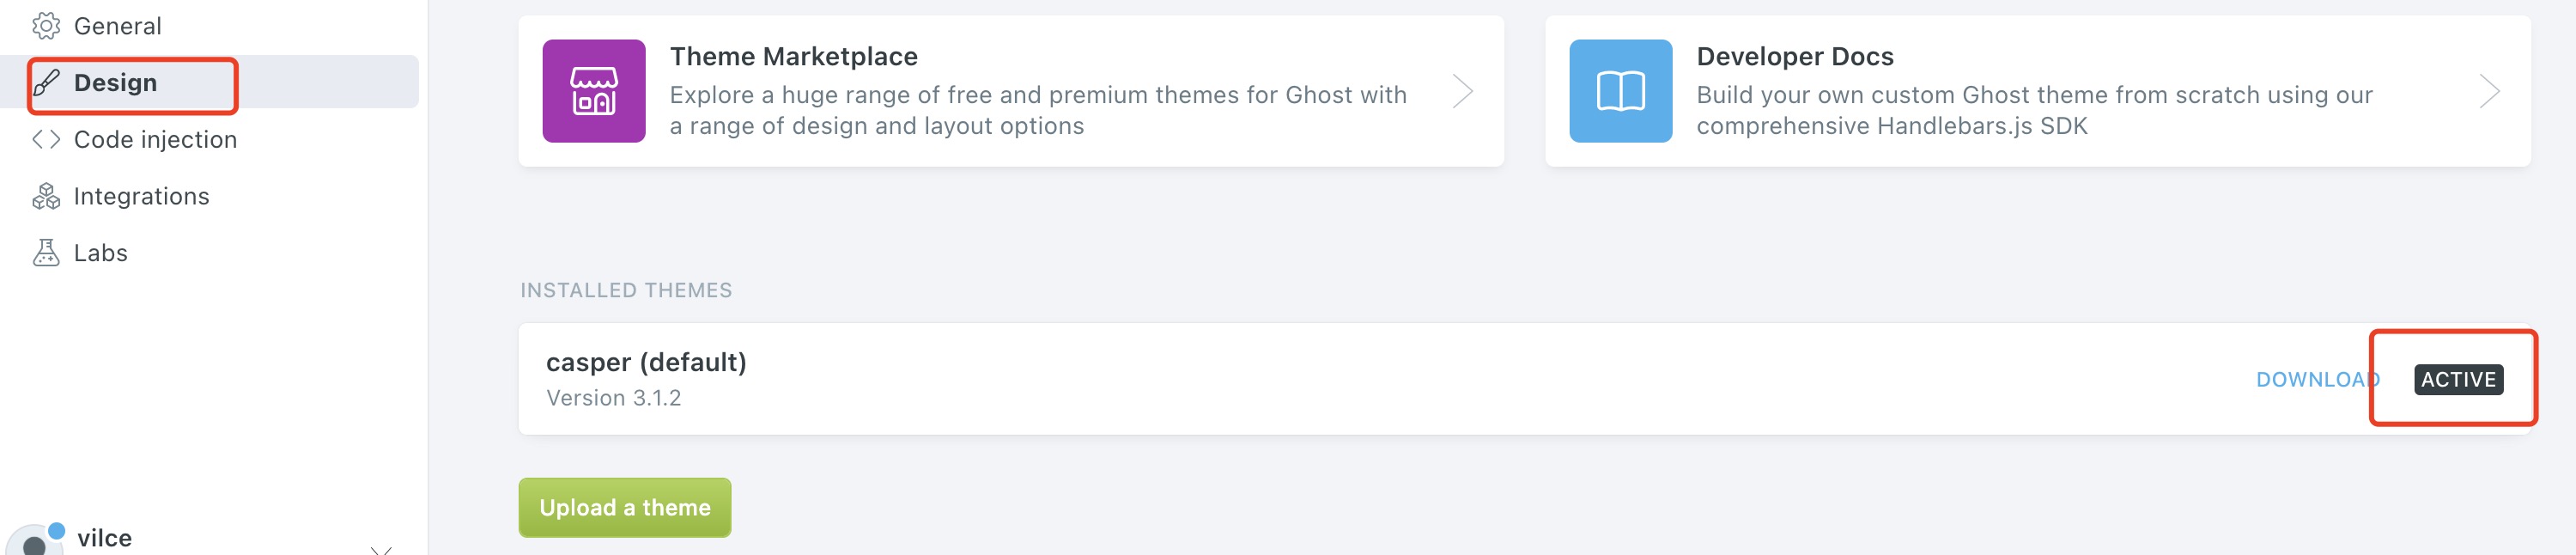 General
Design
Code injection
Integrations
Labs
vilce
Theme Marketplace
Explore a huge range of free and premium themes for Ghost with
a range of design and layout options
Developer Docs
Build your own custom Ghost theme from scratch using our
comprehensive Handlebars.js SDK
INSTALLED THEMES
casper (default)
Version 3.1.2
DOWNLOAD
ACTIVE
Upload a theme